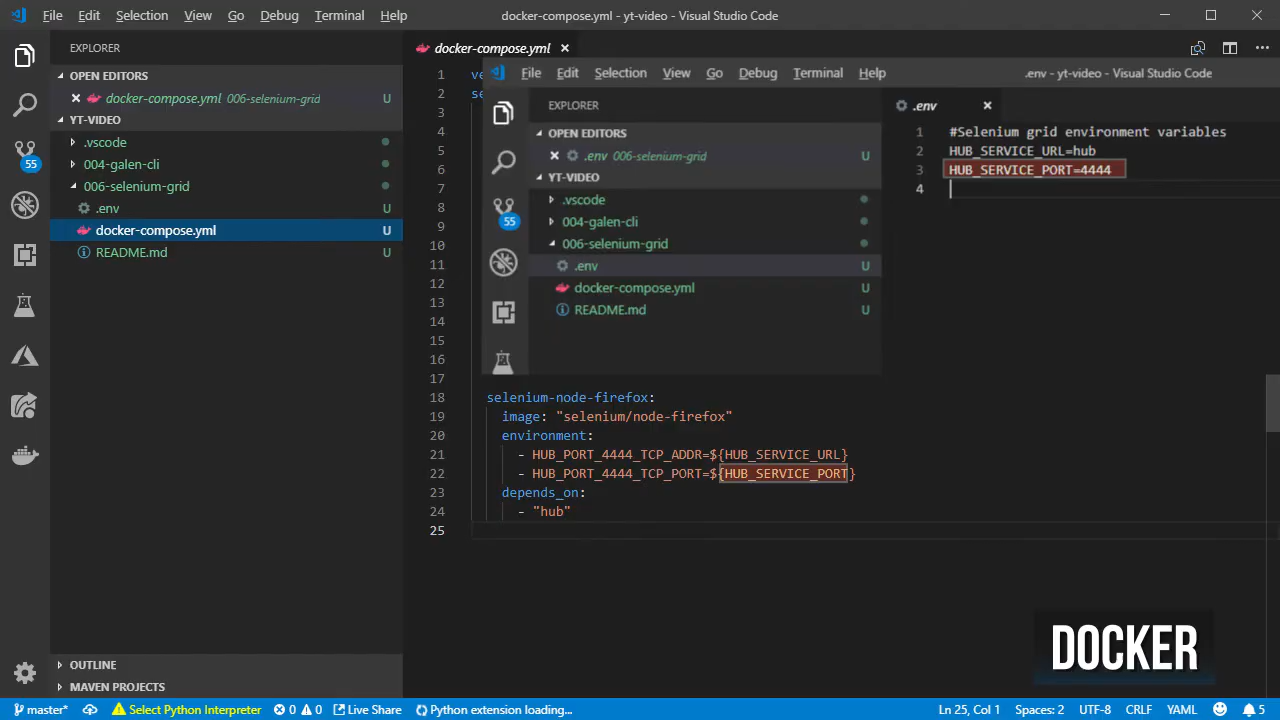 File Edit Selection View Go Debug Terminal Help
docker-compose.yml - yt-video - Visual Studio Code
EXPLORER
OPEN EDITORS
docker-compose.yml 006-selenium-grid U
YT-VIDEO
.vscode
004-galen-cli
006-selenium-grid
.env U
docker-compose.yml U
README.md U
55
OUTLINE
MAVEN PROJECTS
docker-compose.yml
1 ve
2 se
3
4
5
6
7
8
9
10
11
12
13
14
15
16
17
18 selenium-node-firefox:
19 image: "selenium/node-firefox"
20 environment:
21 - HUB_PORT_4444_TCP_ADDR=${HUB_SERVICE_URL}
22 - HUB_PORT_4444_TCP_PORT=${HUB_SERVICE_PORT}
23 depends_on:
24 - "hub"
25
File Edit Selection View Go Debug Terminal Help
.env - yt-video - Visual Studio Code
EXPLORER
OPEN EDITORS
.env 006-selenium-grid U
YT-VIDEO
.vscode
004-galen-cli
006-selenium-grid
.env U
docker-compose.yml U
README.md U
55
.env
1 #Selenium grid environment variables
2 HUB_SERVICE_URL=hub
3 HUB_SERVICE_PORT=4444
4
DOCKER
master* Select Python Interpreter 0 0 Live Share Python extension loading... Ln 25, Col 1 Spaces: 2 UTF-8 CRLF YAML 5